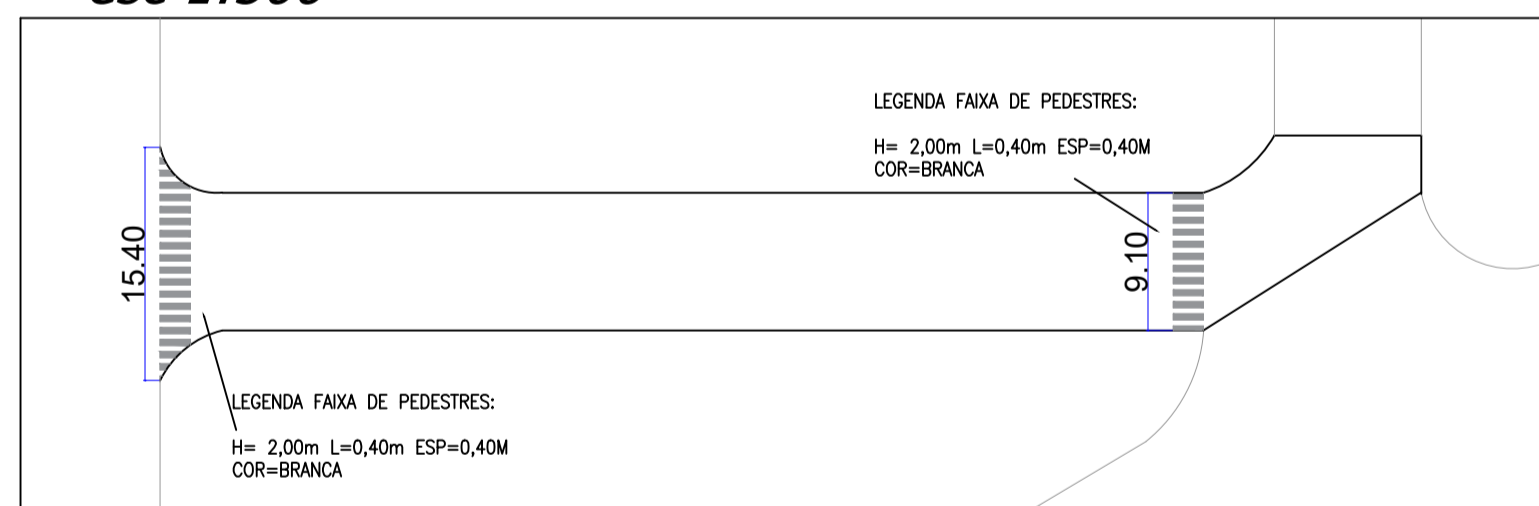 LEGENDA FAIXA DE PEDESTRES:
H= 2,00m L=0,40m ESP=0,40M
COR=BRANCA
15.40
9.10
LEGENDA FAIXA DE PEDESTRES:
H= 2,00m L=0,40m ESP=0,40M
COR=BRANCA